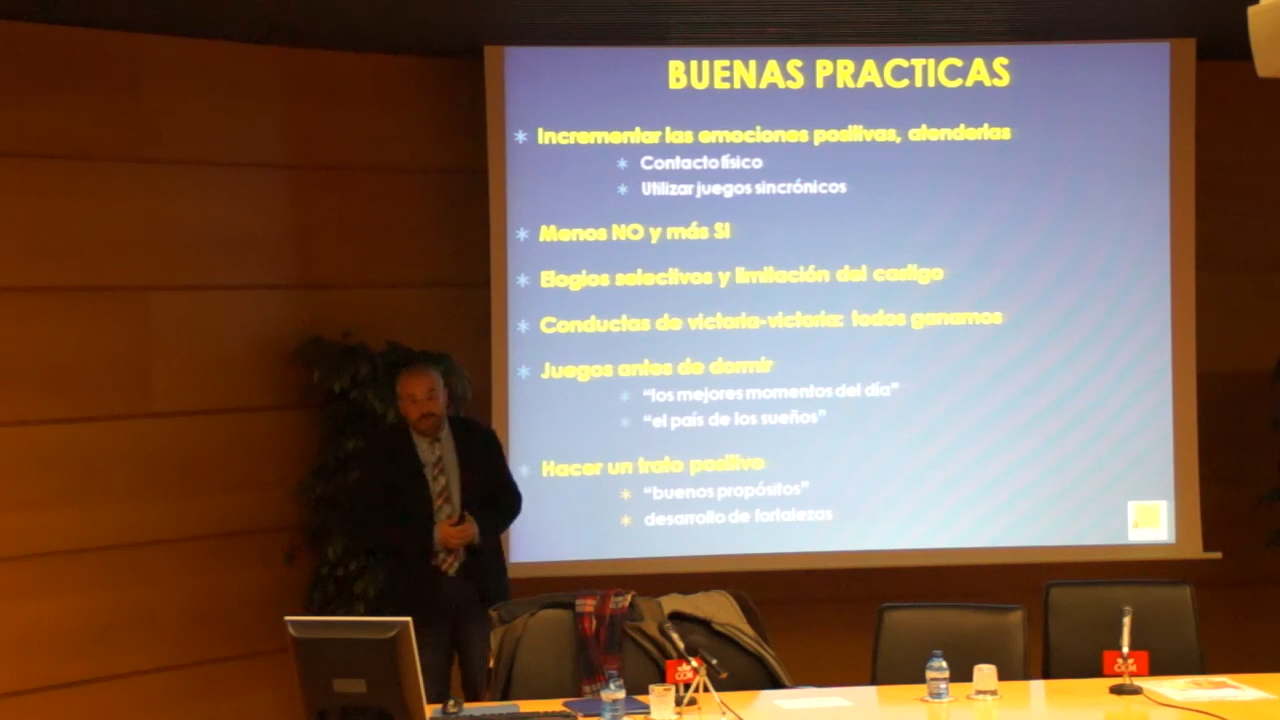 BUENAS PRACTICAS
Incrementar las emociones positivas, atenderlas
Contacto físico
Utilizar juegos sincrónicos
Menos NO y más SI
Elogios selectivos y limitación del castigo
Conductas de victoria-victoria: todos ganamos
Juegos antes de dormir
“los mejores momentos del día”
“el país de los sueños”
Hacer un trato positivo
“buenos propósitos”
desarrollo de fortalezas
CCM
CCM